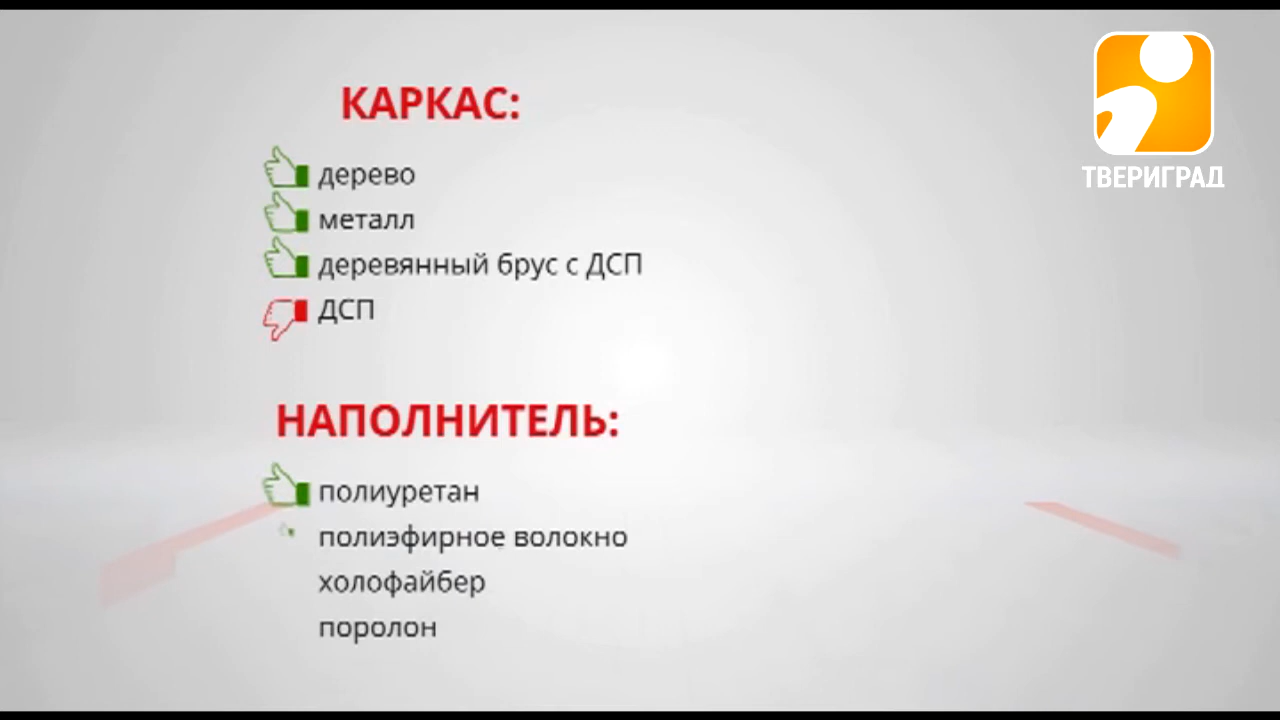 КАРКАС:
дерево
металл
деревянный брус с ДСП
ДСП
НАПОЛНИТЕЛЬ:
полиуретан
полиэфирное волокно
холофайбер
поролон
ТВЕРИГРАД